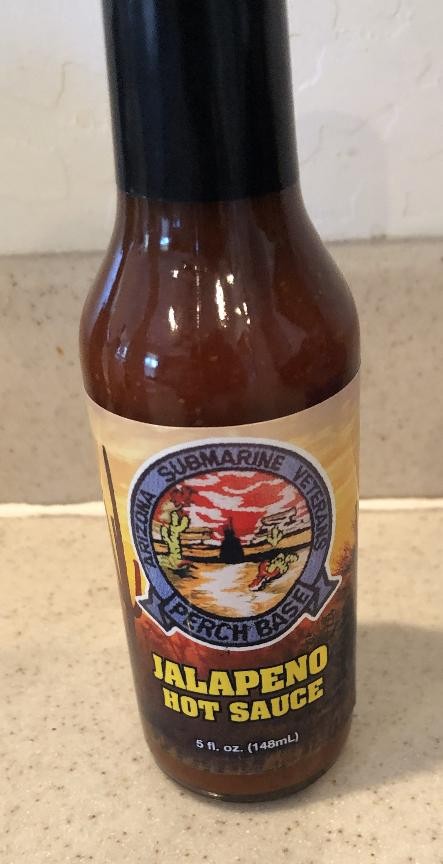 ARIZONA SUBMARINE VETERANS
PERCH BASE
JALAPENO
HOT SAUCE
5 fl. oz. (148mL)